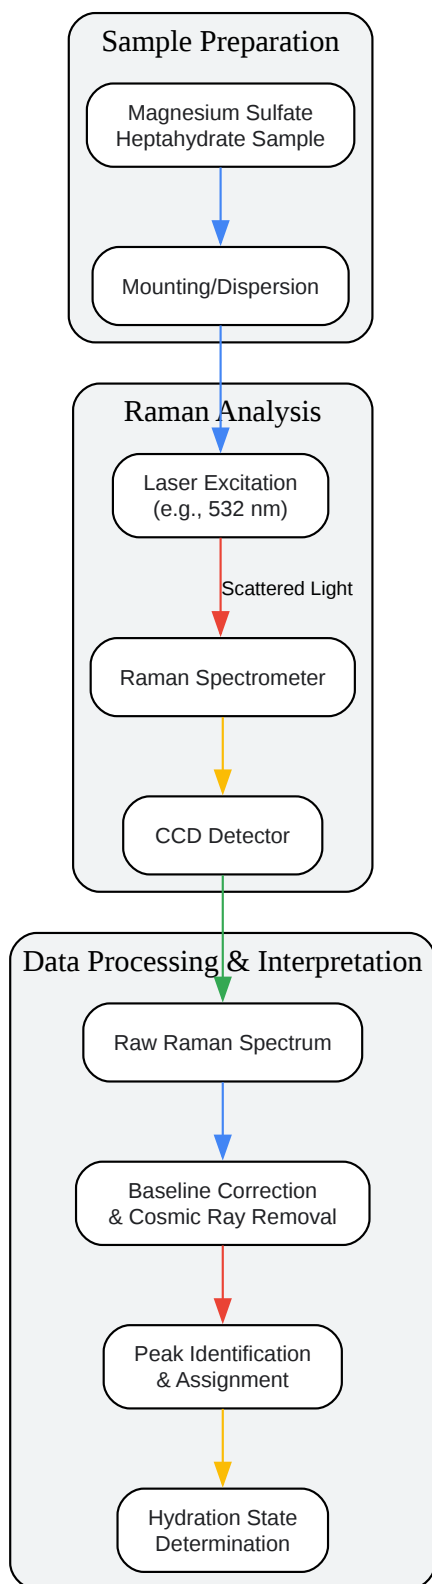 Sample Preparation
Magnesium Sulfate
Heptahydrate Sample
Mounting/Dispersion
Raman Analysis
Laser Excitation
(e.g., 532 nm)
Scattered Light
Raman Spectrometer
CCD Detector
Data Processing & Interpretation
Raw Raman Spectrum
Baseline Correction
& Cosmic Ray Removal
Peak Identification
& Assignment
Hydration State
Determination